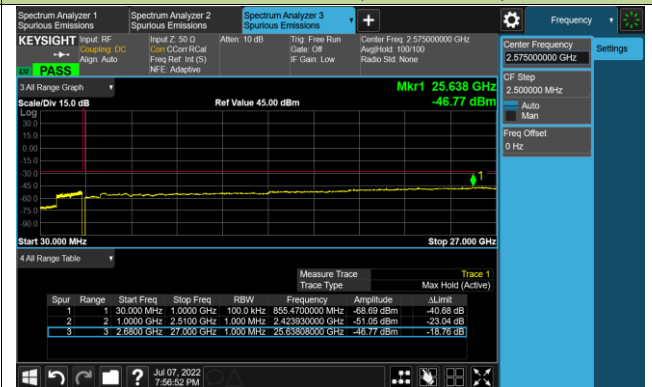 Spectrum Analyzer 1
Spurious Emissions
Spectrum Analyzer 2
Spurious Emissions
Spectrum Analyzer 3
Spurious Emissions
Frequency
KEYSIGHT
PASS
Input: RF
Coupling: DC
Align: Auto
Input Z: 50 Ω
Corr CCorr RCal
Freq Ref: Int (S)
NFE: Adaptive
Atten: 10 dB
Trig: Free Run
Gate: Off
IF Gain: Low
Center Freq: 2.575000000 GHz
Avg|Hold: 100/100
Radio Std: None
Center Frequency
2.575000000 GHz
Settings
CF Step
2.500000 MHz
Auto
Man
Freq Offset
0 Hz
3 All Range Graph
Mkr1 25.638 GHz
Scale/Div 15.0 dB
Ref Value 45.00 dBm
-46.77 dBm
Log
30.0
15.0
0.00
-15.0
-30.0
-45.0
-60.0
-75.0
-90.0
1
Start 30.000 MHz
Stop 27.000 GHz
4 All Range Table
Measure Trace Trace 1
Trace Type Max Hold (Active)
Spur Range Start Freq Stop Freq RBW Frequency Amplitude ΔLimit
1 1 30.000 MHz 1.0000 GHz 100.0 kHz 855.4700000 MHz -68.69 dBm -40.68 dB
2 2 1.0000 GHz 2.5100 GHz 1.000 MHz 2.423930000 GHz -51.05 dBm -23.04 dB
3 3 2.6800 GHz 27.000 GHz 1.000 MHz 25.63808000 GHz -46.77 dBm -18.76 dB
?
Jul 07, 2022
7:56:52 PM